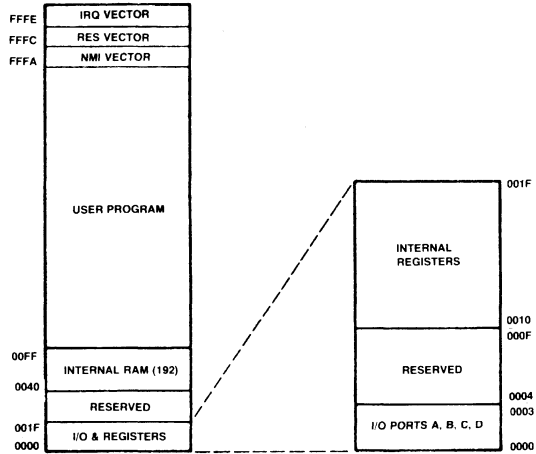 FFFE
IRQ VECTOR
FFFC
RES VECTOR
FFFA
NMI VECTOR
USER PROGRAM
00FF
INTERNAL RAM (192)
0040
RESERVED
001F
I/O & REGISTERS
0000
001F
INTERNAL
REGISTERS
0010
000F
RESERVED
0004
0003
I/O PORTS A, B, C, D
0000